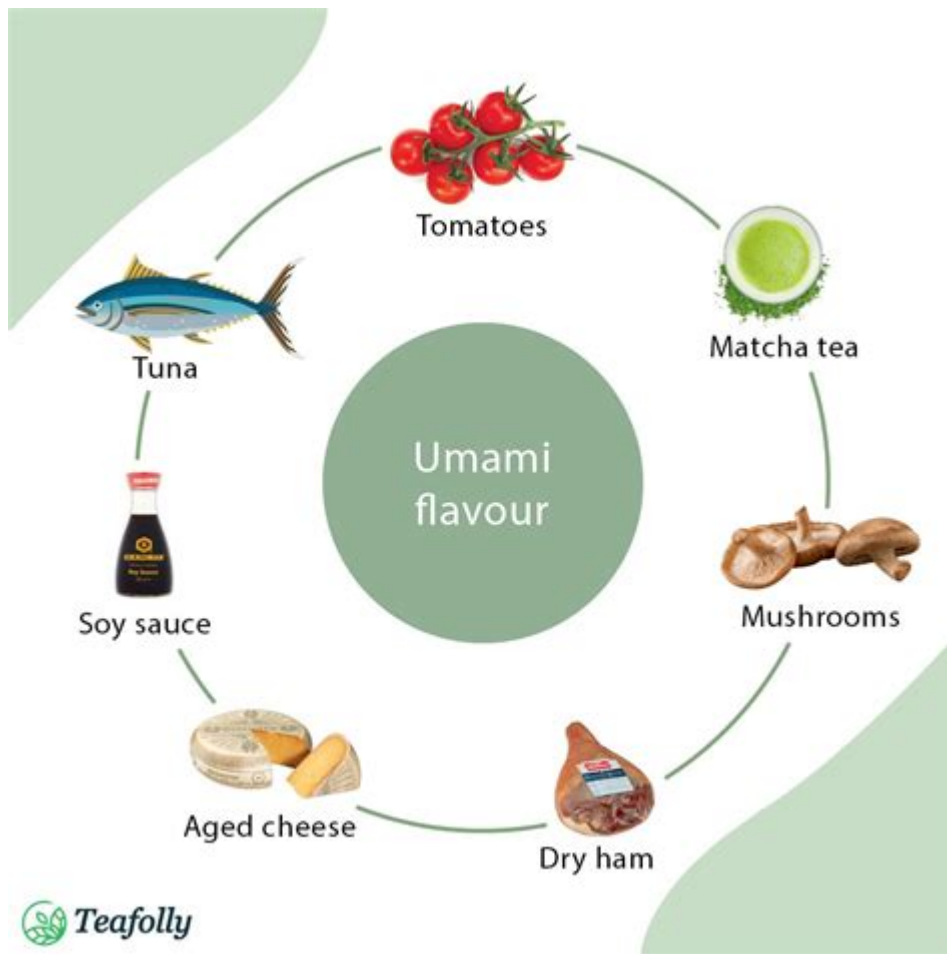 Tomatoes
Matcha tea
Tuna
Umami
flavour
Soy sauce
Mushrooms
Aged cheese
Dry ham
Teafolly